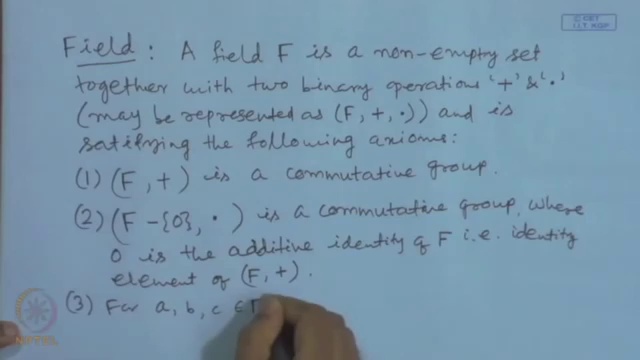 © CET
I.I.T. KGP
Field : A field F is a non-empty set
together with two binary operations '+' & '·'
(may be represented as (F, +, ·)) and is
satisfying the following axioms:
(1) (F, +) is a commutative group.
(2) (F - {0}, ·) is a commutative group, where
0 is the additive identity of F i.e. identity
element of (F, +).
(3) For a, b, c ∈
NPTEL